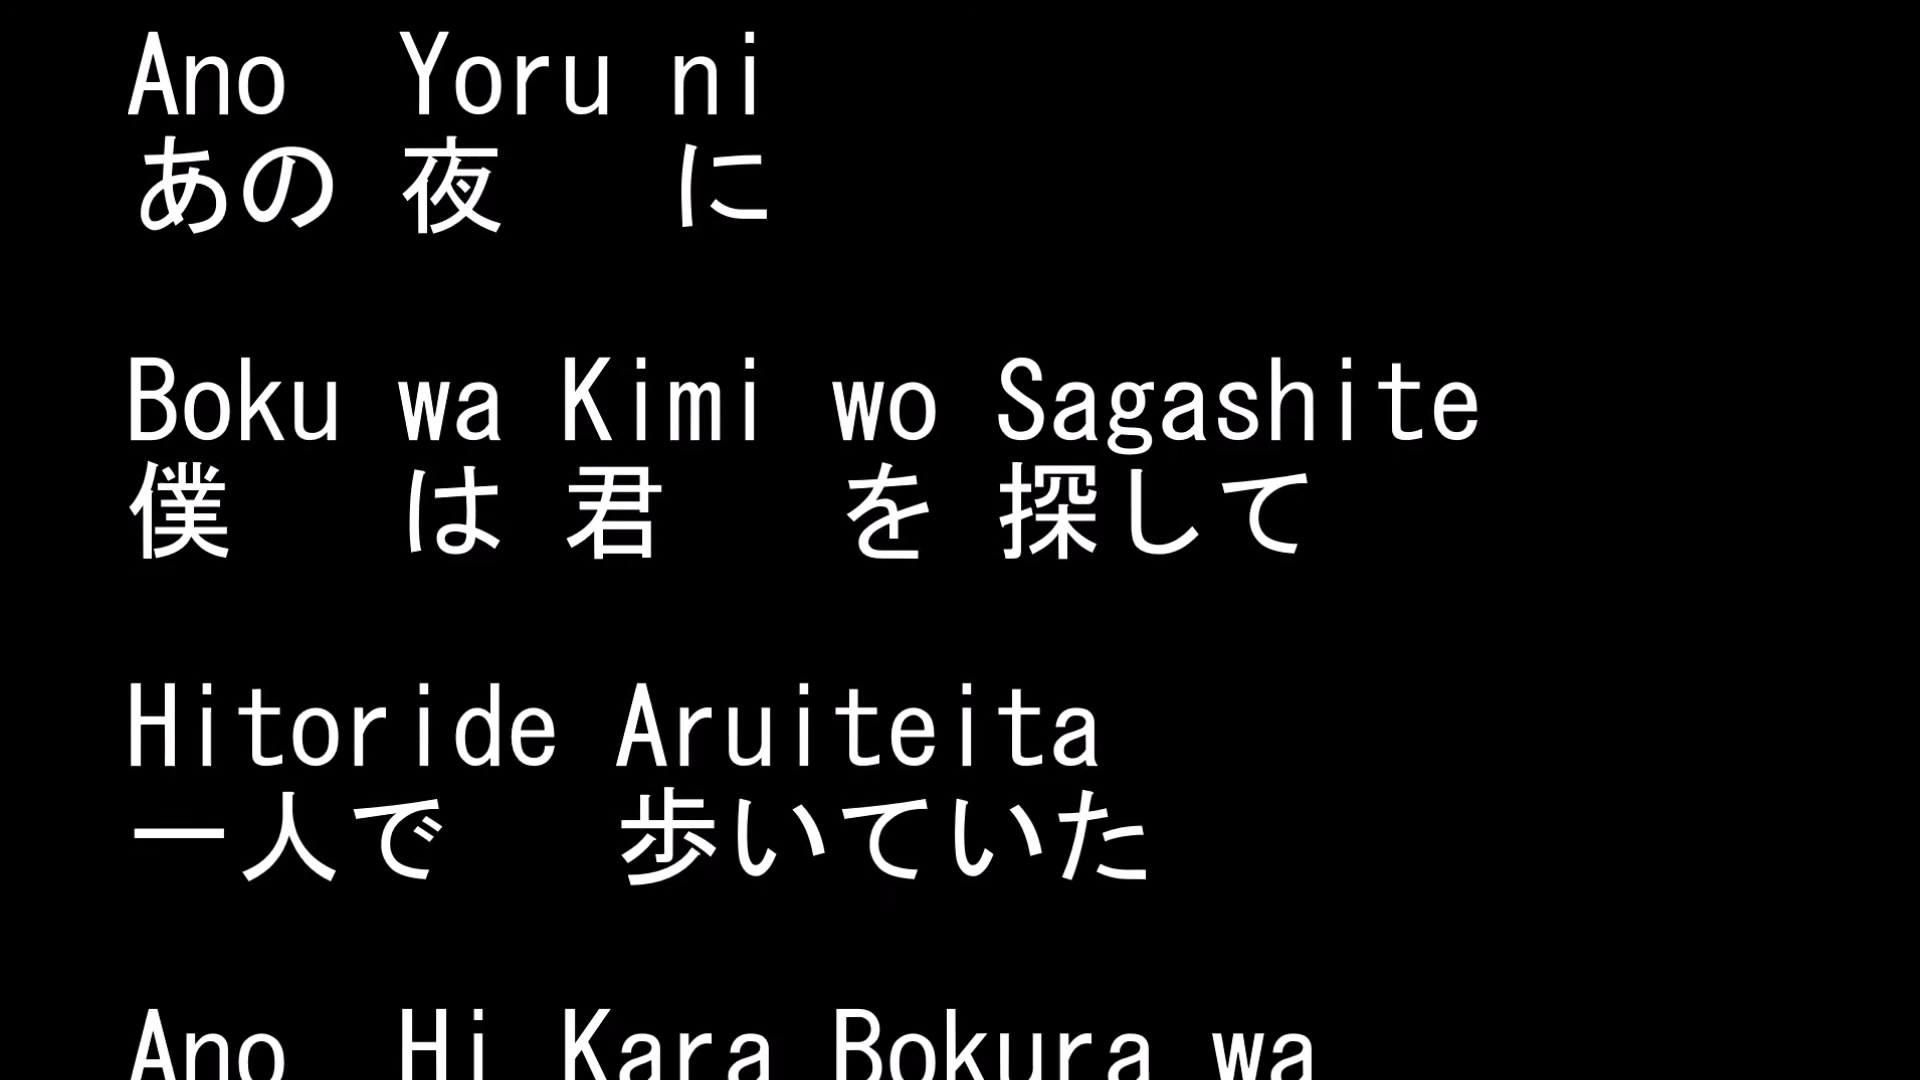 Ano Yoru ni
あの 夜 に
Boku wa Kimi wo Sagashite
僕 は 君 を 探して
Hitoride Aruiteita
一人で 歩いていた
Ano Hi Kara Bokura wa